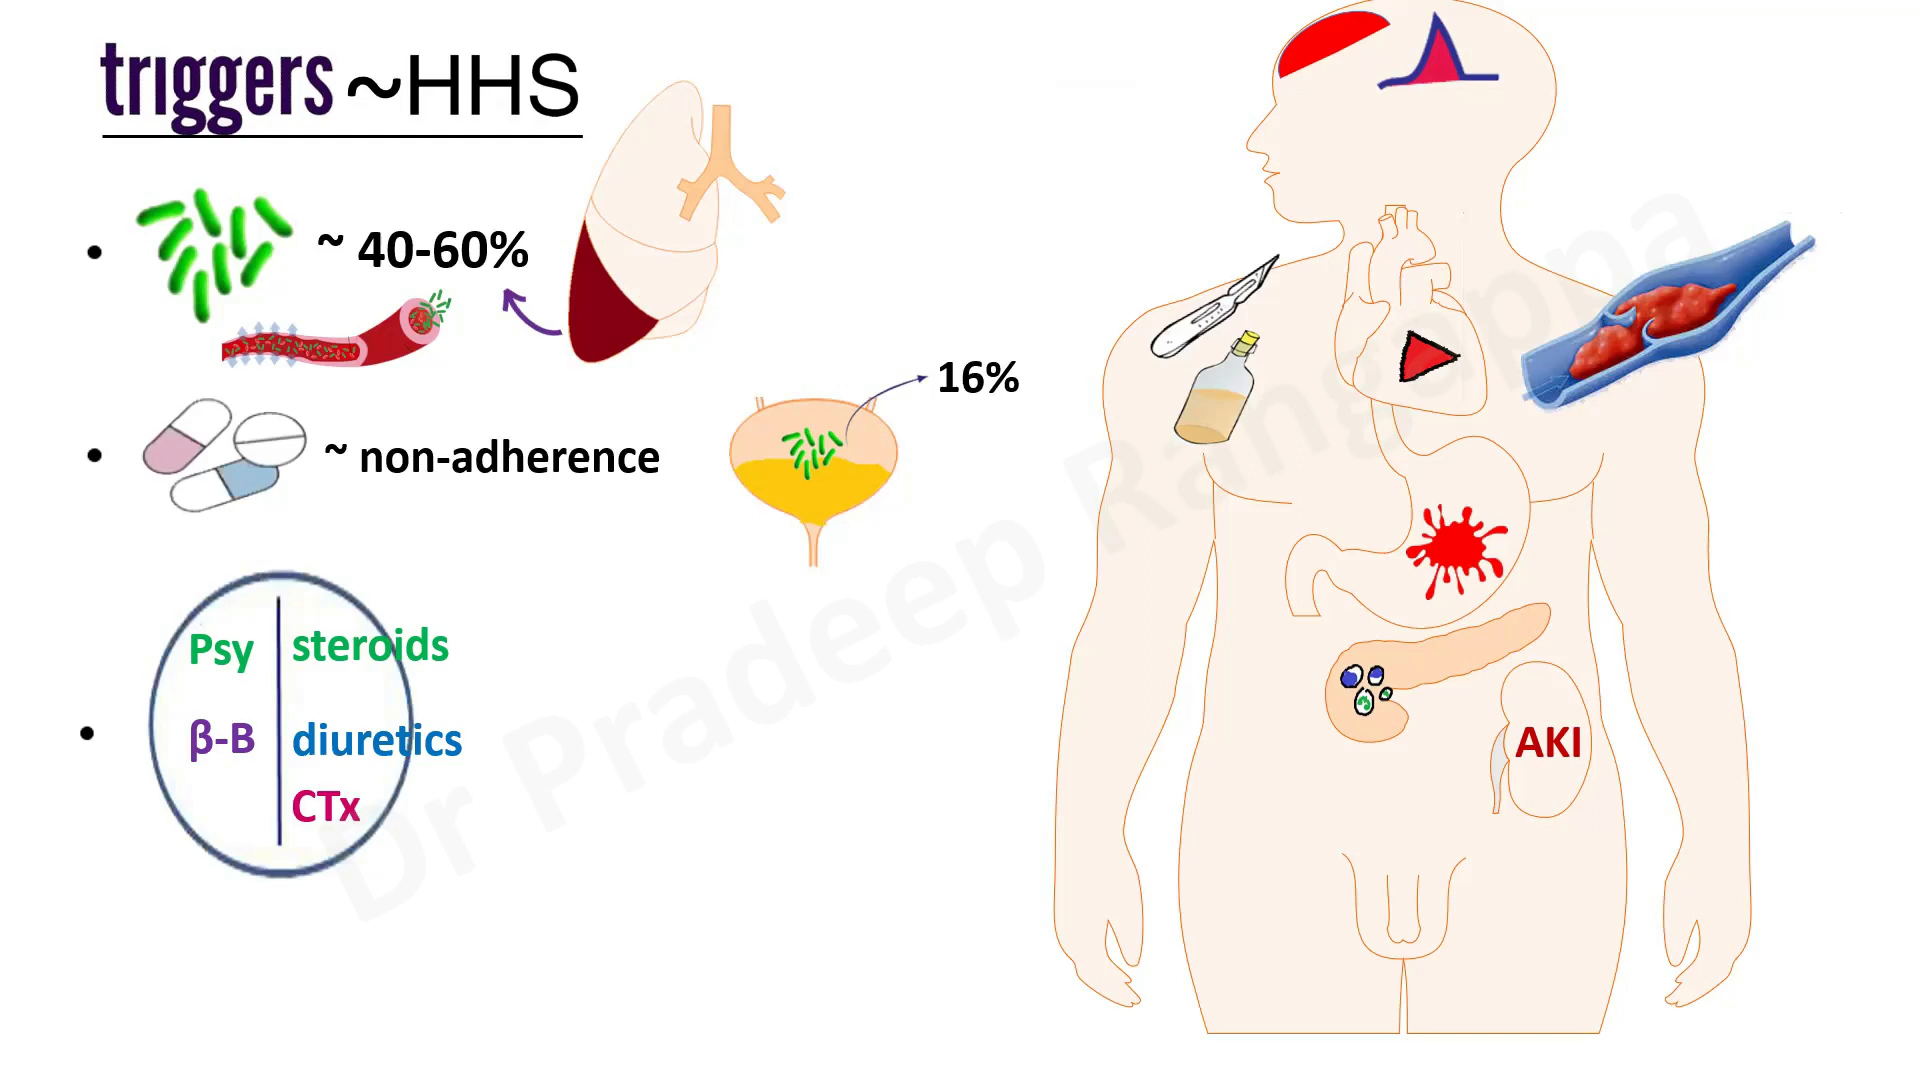 triggers ~HHS
~ 40-60%
16%
~ non-adherence
Psy steroids
β-B diuretics
CTx
AKI
Dr Pradeep Rangappa